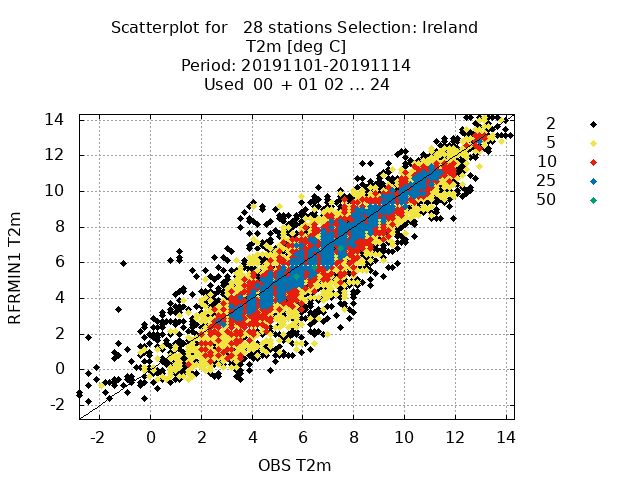 Scatterplot for   28 stations Selection: Ireland
T2m [deg C]
Period: 20191101-20191114
Used  00 + 01 02 ... 24
14
12
10
8
6
4
2
0
-2
RFRMIN1 T2m
-2 0 2 4 6 8 10 12 14
OBS T2m
2
5
10
25
50